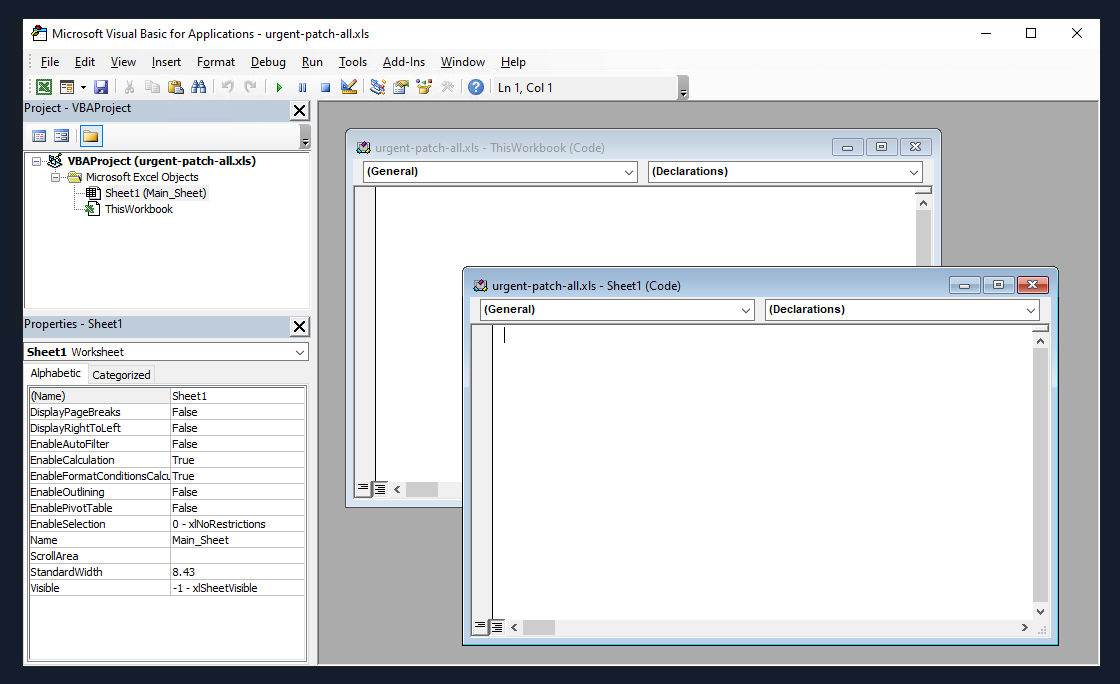 Microsoft Visual Basic for Applications - urgent-patch-all.xls
File Edit View Insert Format Debug Run Tools Add-Ins Window Help
Ln 1, Col 1
Project - VBAProject
VBAProject (urgent-patch-all.xls)
Microsoft Excel Objects
Sheet1 (Main_Sheet)
ThisWorkbook
Properties - Sheet1
Sheet1 Worksheet
Alphabetic Categorized
(Name) Sheet1
DisplayPageBreaks False
DisplayRightToLeft False
EnableAutoFilter False
EnableCalculation True
EnableFormatConditionsCalcu True
EnableOutlining False
EnablePivotTable False
EnableSelection 0 - xlNoRestrictions
Name Main_Sheet
ScrollArea
StandardWidth 8.43
Visible -1 - xlSheetVisible
urgent-patch-all.xls - ThisWorkbook (Code)
(General) (Declarations)
urgent-patch-all.xls - Sheet1 (Code)
(General) (Declarations)